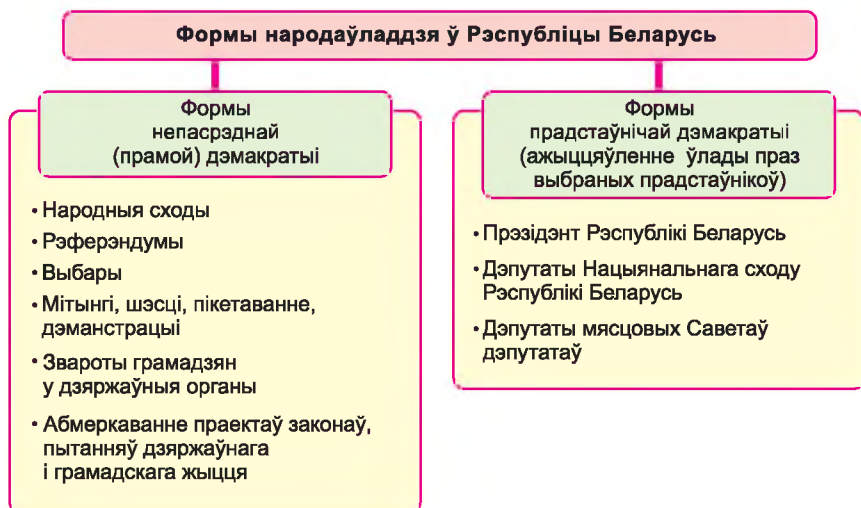 Формы народаўладдзя ў Рэспубліцы Беларусь
Формы
непасрэднай
(прамой) дэмакратыі
• Народныя сходы
• Рэферэндумы
• Выбары
• Мітынгі, шэсці, пікетаванне,
дэманстрацыі
• Звароты грамадзян
у дзяржаўныя органы
• Абмеркаванне праектаў законаў,
пытанняў дзяржаўнага
і грамадскага жыцця
Формы
прадстаўнічай дэмакратыі
(ажыццяўленне ўлады праз
выбраных прадстаўнікоў)
• Прэзідэнт Рэспублікі Беларусь
• Дэпутаты Нацыянальнага сходу
Рэспублікі Беларусь
• Дэпутаты мясцовых Саветаў
дэпутатаў